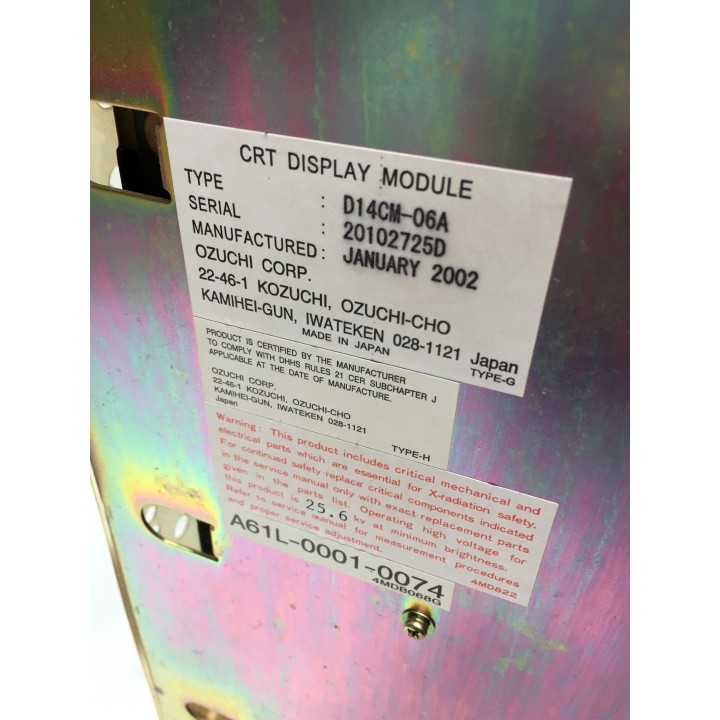 CRT DISPLAY MODULE
TYPE : D14CM-06A
SERIAL : 20102725D
MANUFACTURED : JANUARY 2002
OZUCHI CORP.
22-46-1 KOZUCHI, OZUCHI-CHO
KAMIHEI-GUN, IWATEKEN 028-1121 Japan
MADE IN JAPAN
TYPE-G
PRODUCT IS CERTIFIED BY THE MANUFACTURER
TO COMPLY WITH DHHS RULES 21 CER SUBCHAPTER J
APPLICABLE AT THE DATE OF MANUFACTURE.
OZUCHI CORP.
22-46-1 KOZUCHI, OZUCHI-CHO
KAMIHEI-GUN, IWATEKEN 028-1121
Japan
TYPE-H
Warning: This product includes critical mechanical and
electrical parts which are essential for X-radiation safety.
For continued safety replace critical components indicated
in the service manual only with exact replacement parts
given in the parts list. Operating high voltage for
this product is 25.6 kv at minimum brightness.
Refer to service manual for measurement procedures
and proper service adjustment.
4MD822
A61L-0001-0074
4MDB068G